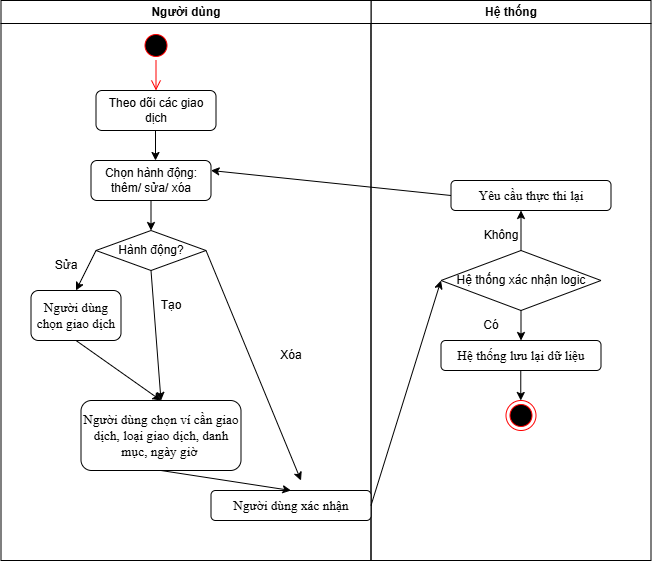 Người dùng
Hệ thống
Theo dõi các giao
dịch
Chọn hành động:
thêm/ sửa/ xóa
Yêu cầu thực thi lại
Không
Hành động?
Sửa
Hệ thống xác nhận logic
Người dùng
chọn giao dịch
Tạo
Có
Xóa
Hệ thống lưu lại dữ liệu
Người dùng chọn ví cần giao
dịch, loại giao dịch, danh
mục, ngày giờ
Người dùng xác nhận